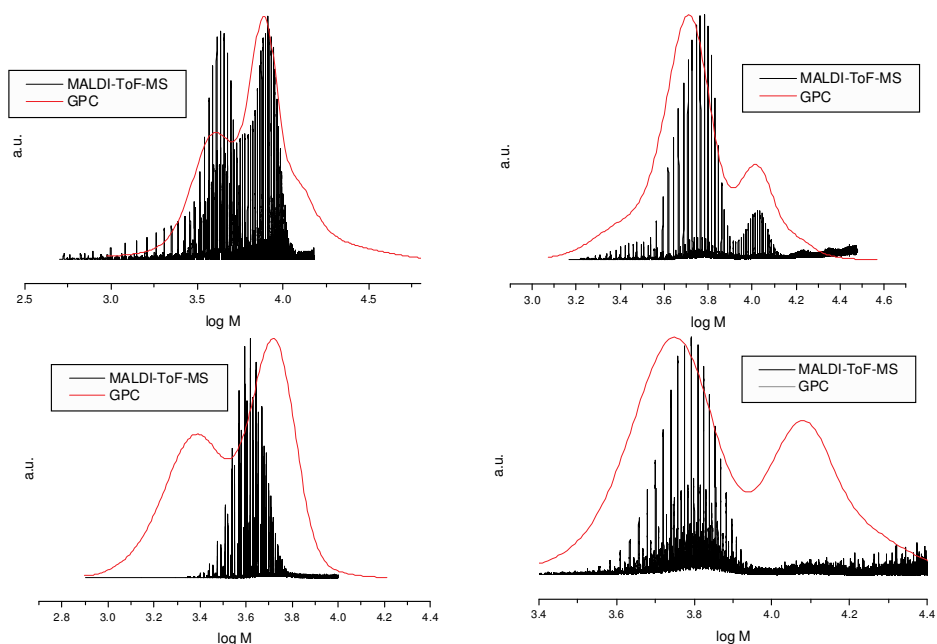 MALDI-ToF-MS
GPC
a.u.
2.5 3.0 3.5 4.0 4.5
log M
MALDI-ToF-MS
GPC
a.u.
3.0 3.2 3.4 3.6 3.8 4.0 4.2 4.4 4.6
log M
MALDI-ToF-MS
GPC
a.u.
2.8 3.0 3.2 3.4 3.6 3.8 4.0 4.2 4.4
log M
MALDI-ToF-MS
GPC
a.u.
3.4 3.6 3.8 4.0 4.2 4.4
log M